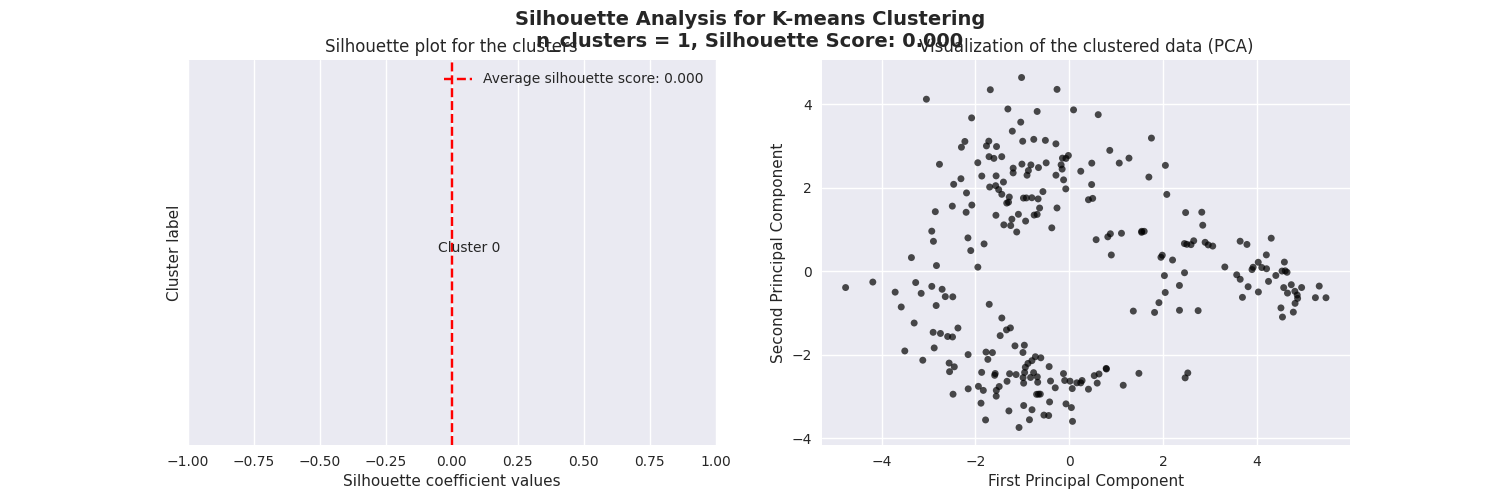 Silhouette Analysis for K-means Clustering
n_clusters = 1, Silhouette Score: 0.000
Silhouette plot for the clusters
Average silhouette score: 0.000
Cluster 0
Cluster label
−1.00 −0.75 −0.50 −0.25 0.00 0.25 0.50 0.75 1.00
Silhouette coefficient values
Visualization of the clustered data (PCA)
4
2
0
−2
−4
Second Principal Component
−4 −2 0 2 4
First Principal Component